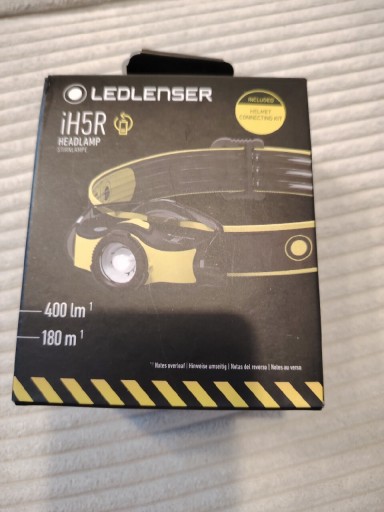 LEDLENSER
iH5R
HEADLAMP
STIRNLAMPE
INCLUDED
HELMET
CONNECTING KIT
400 lm 1
180 m 1
1 Notes overleaf | Hinweise umseitig | Notas del reverso | Notes au verso